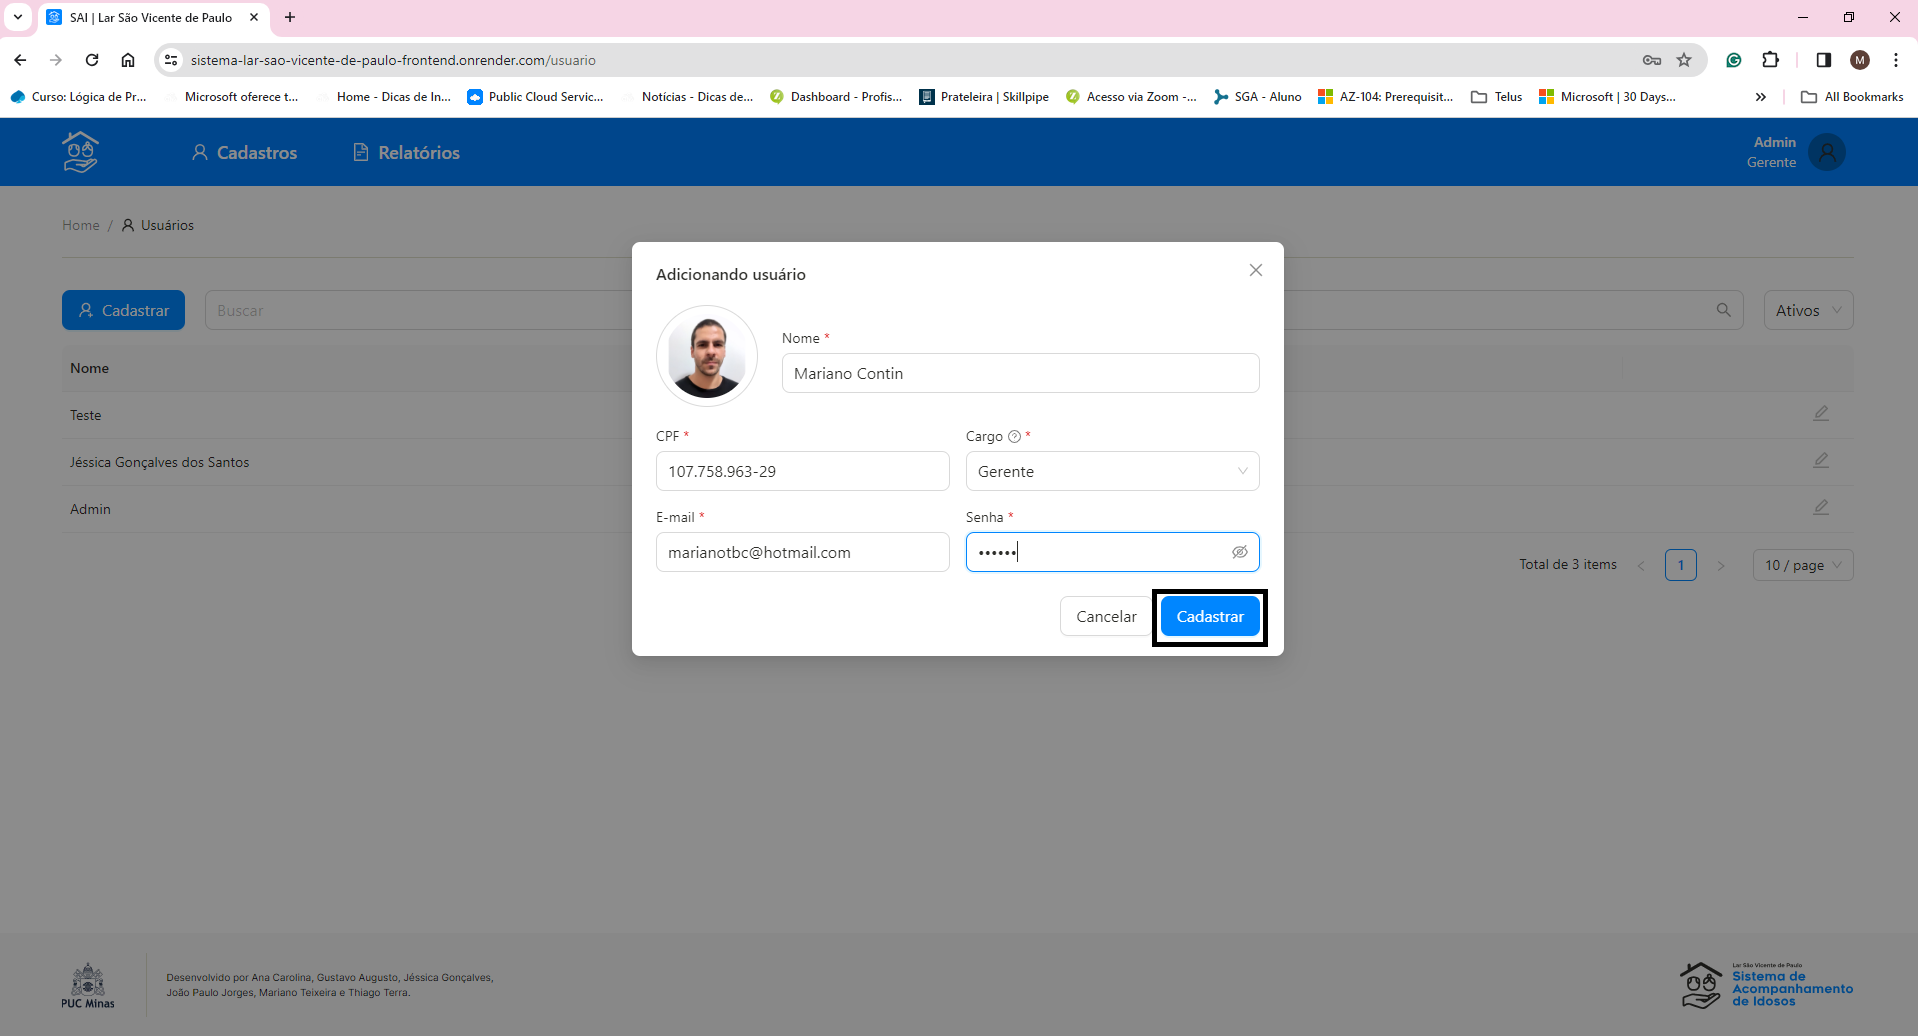 SAI | Lar São Vicente de Paulo
sistema-lar-sao-vicente-de-paulo-frontend.onrender.com/usuario
M
Curso: Lógica de Pr...
Microsoft oferece t...
Home - Dicas de In...
Public Cloud Servic...
Notícias - Dicas de...
Dashboard - Profis...
Prateleira | Skillpipe
Acesso via Zoom -...
SGA - Aluno
AZ-104: Prerequisit...
Telus
Microsoft | 30 Days...
All Bookmarks
Cadastros
Relatórios
Admin
Gerente
Home / Usuários
Cadastrar
Buscar
Ativos
Nome
Teste
Jéssica Gonçalves dos Santos
Admin
Total de 3 items
1
10 / page
Adicionando usuário
Nome *
Mariano Contin
CPF *
107.758.963-29
Cargo *
Gerente
E-mail *
marianotbc@hotmail.com
Senha *
••••••
Cancelar
Cadastrar
PUC Minas
Desenvolvido por Ana Carolina, Gustavo Augusto, Jéssica Gonçalves,
João Paulo Jorges, Mariano Teixeira e Thiago Terra.
Lar São Vicente de Paulo
Sistema de
Acompanhamento
de Idosos